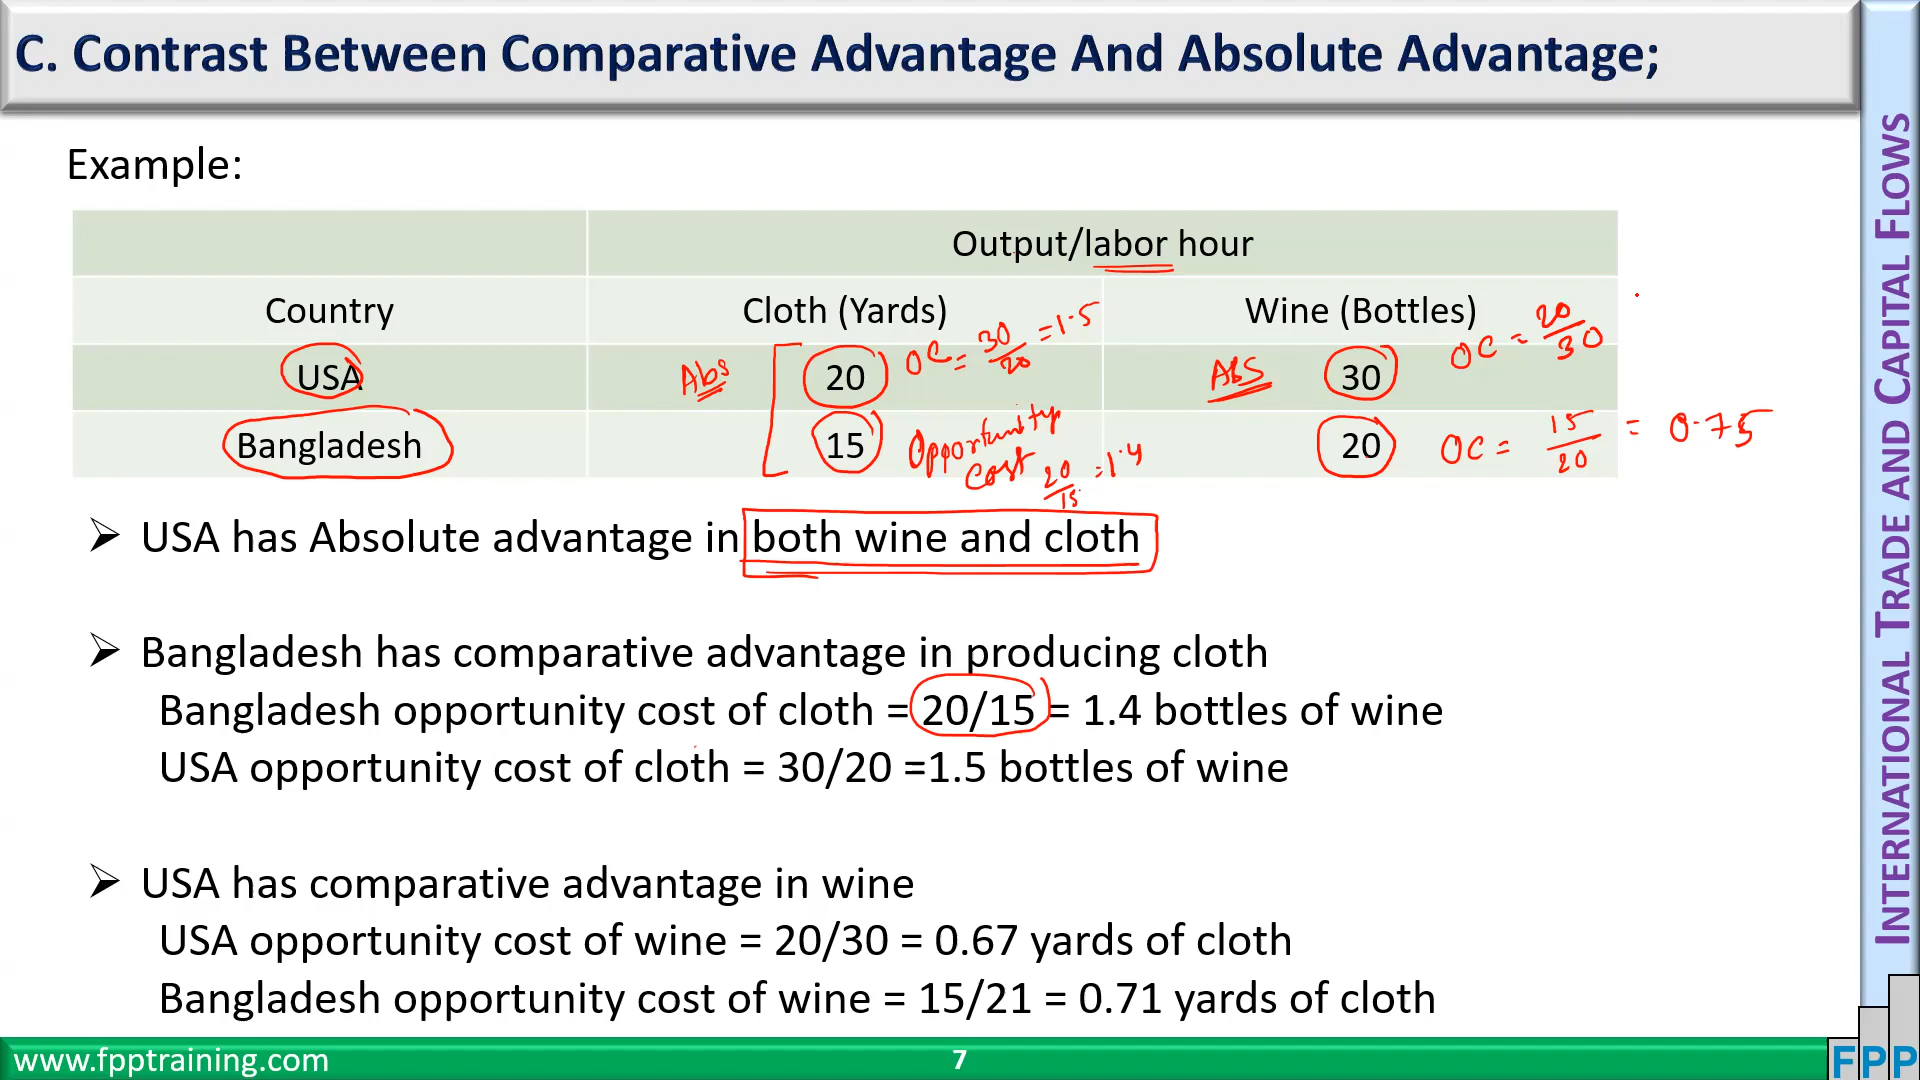 C. Contrast Between Comparative Advantage And Absolute Advantage;
Example:
Output/labor hour
Country Cloth (Yards) Wine (Bottles)
USA Abs 20 OC = 30/20 = 1.5 ABS 30 OC = 20/30
Bangladesh 15 Opportunity cost 20/15 = 1.4 20 OC = 15/20 = 0.75
➢ USA has Absolute advantage in both wine and cloth
➢ Bangladesh has comparative advantage in producing cloth
Bangladesh opportunity cost of cloth = 20/15 = 1.4 bottles of wine
USA opportunity cost of cloth = 30/20 =1.5 bottles of wine
➢ USA has comparative advantage in wine
USA opportunity cost of wine = 20/30 = 0.67 yards of cloth
Bangladesh opportunity cost of wine = 15/21 = 0.71 yards of cloth
www.fpptraining.com 7
INTERNATIONAL TRADE AND CAPITAL FLOWS
FPP